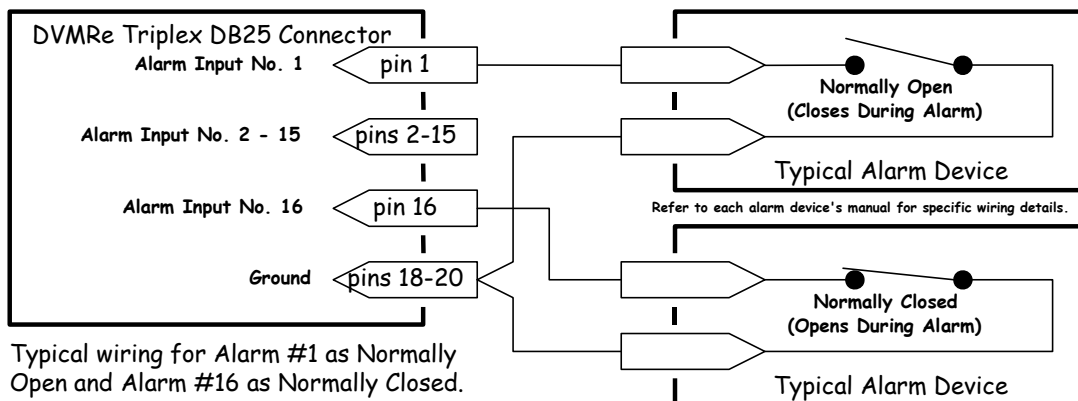 DVMRe Triplex DB25 Connector
Alarm Input No. 1
pin 1
Alarm Input No. 2 - 15
pins 2-15
Alarm Input No. 16
pin 16
Ground
pins 18-20
Typical wiring for Alarm #1 as Normally
Open and Alarm #16 as Normally Closed.
Normally Open
(Closes During Alarm)
Typical Alarm Device
Refer to each alarm device's manual for specific wiring details.
Normally Closed
(Opens During Alarm)
Typical Alarm Device